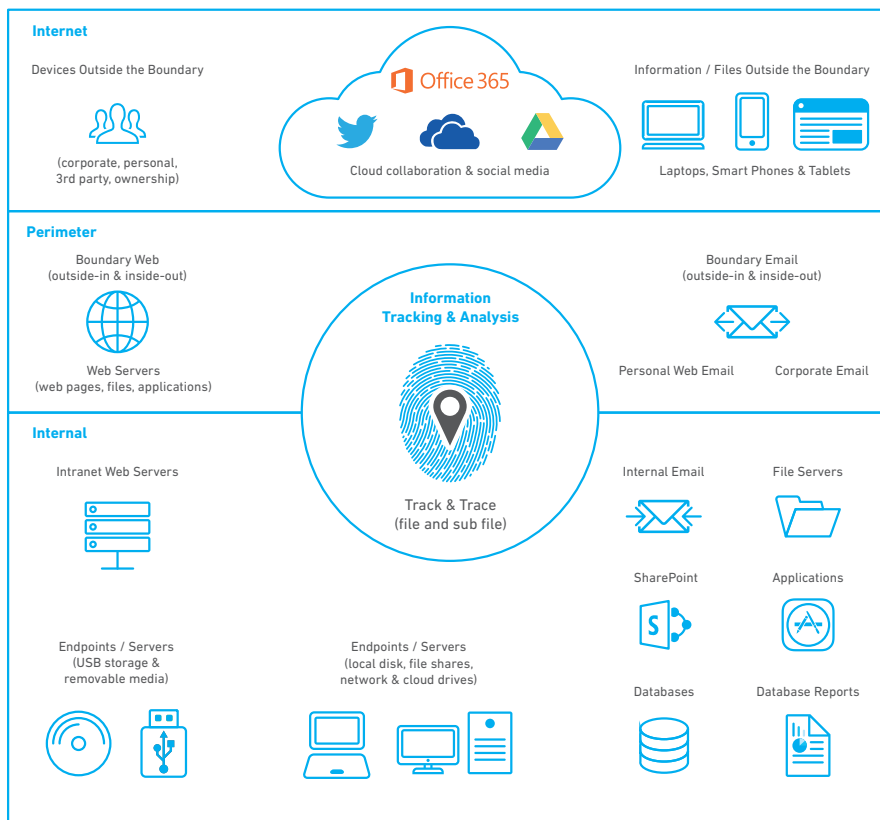 Internet
Devices Outside the Boundary
(corporate, personal,
3rd party, ownership)
Office 365
Cloud collaboration & social media
Information / Files Outside the Boundary
Laptops, Smart Phones & Tablets
Perimeter
Boundary Web
(outside-in & inside-out)
Web Servers
(web pages, files, applications)
Information
Tracking & Analysis
Track & Trace
(file and sub file)
Boundary Email
(outside-in & inside-out)
Personal Web Email
Corporate Email
Internal
Intranet Web Servers
Internal Email
File Servers
SharePoint
Applications
S
Endpoints / Servers
(USB storage &
removable media)
Endpoints / Servers
(local disk, file shares,
network & cloud drives)
Databases
Database Reports